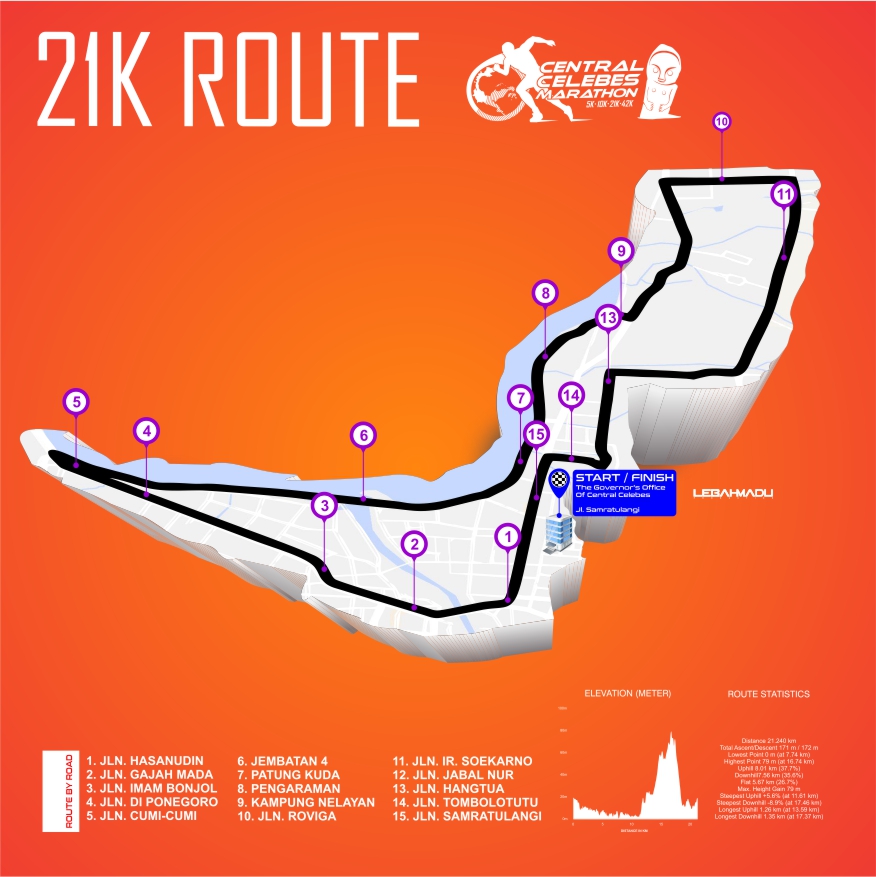 21K ROUTE
CENTRAL
CELEBES
MARATHON
5K·10K·21K·42K
10
11
9
8
13
5
4
6
7
14
15
3
2
1
START / FINISH
The Governor's Office
Of Central Celebes
Jl. Samratulangi
LEBAHMADU
ELEVATION (METER)
ROUTE STATISTICS
Distance 21.240 km
Total Ascent/Descent 171 m / 172 m
Lowest Point 0 m (at 7.74 km)
Highest Point 79 m (at 16.74 km)
Uphill 8.01 km (37.7%)
Downhill7.56 km (35.6%)
Flat 5.67 km (26.7%)
Max. Height Gain 79 m
Steepest Uphill +5.6% (at 11.61 km)
Steepest Downhill -8.9% (at 17.46 km)
Longest Uphill 1.26 km (at 13.59 km)
Longest Downhill 1.35 km (at 17.37 km)
DISTANCE IN KM
ROUTE BY ROAD
1. JLN. HASANUDIN
2. JLN. GAJAH MADA
3. JLN. IMAM BONJOL
4. JLN. DI PONEGORO
5. JLN. CUMI-CUMI
6. JEMBATAN 4
7. PATUNG KUDA
8. PENGARAMAN
9. KAMPUNG NELAYAN
10. JLN. ROVIGA
11. JLN. IR. SOEKARNO
12. JLN. JABAL NUR
13. JLN. HANGTUA
14. JLN. TOMBOLOTUTU
15. JLN. SAMRATULANGI